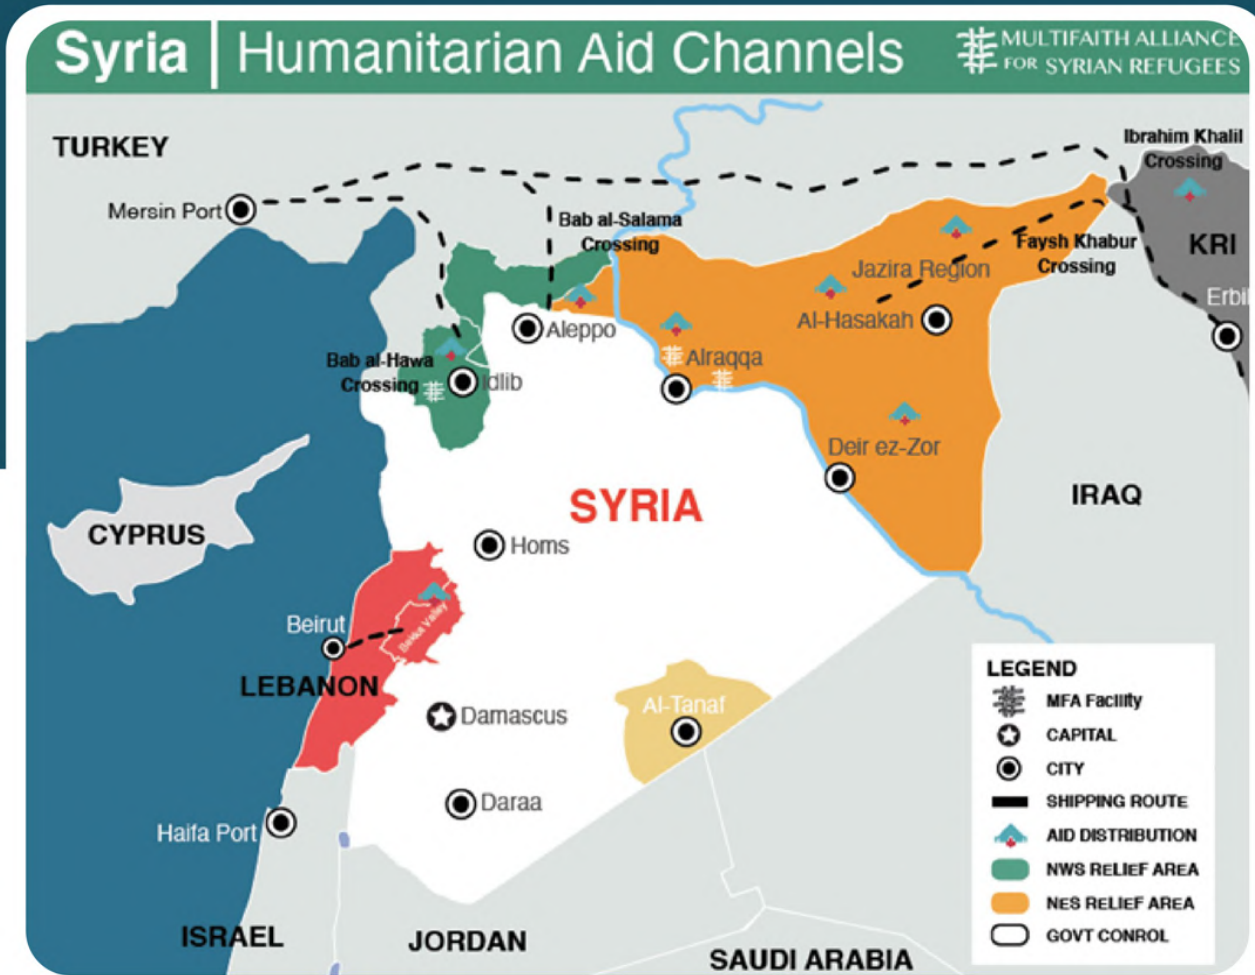 Syria | Humanitarian Aid Channels
MULTIFAITH ALLIANCE
FOR SYRIAN REFUGEES
TURKEY
Ibrahim Khalil
Crossing
Mersin Port
Bab al-Salama
Crossing
Faysh Khabur
Crossing
KRI
Jazira Region
Erbil
Al-Hasakah
Aleppo
Bab al-Hawa
Crossing
Idlib
Alraqqa
Deir ez-Zor
SYRIA
IRAQ
CYPRUS
Homs
Bekka Valley
Beirut
LEBANON
Damascus
Al-Tanaf
Daraa
Haifa Port
ISRAEL
JORDAN
SAUDI ARABIA
LEGEND
MFA Facility
CAPITAL
CITY
SHIPPING ROUTE
AID DISTRIBUTION
NWS RELIEF AREA
NES RELIEF AREA
GOVT CONROL